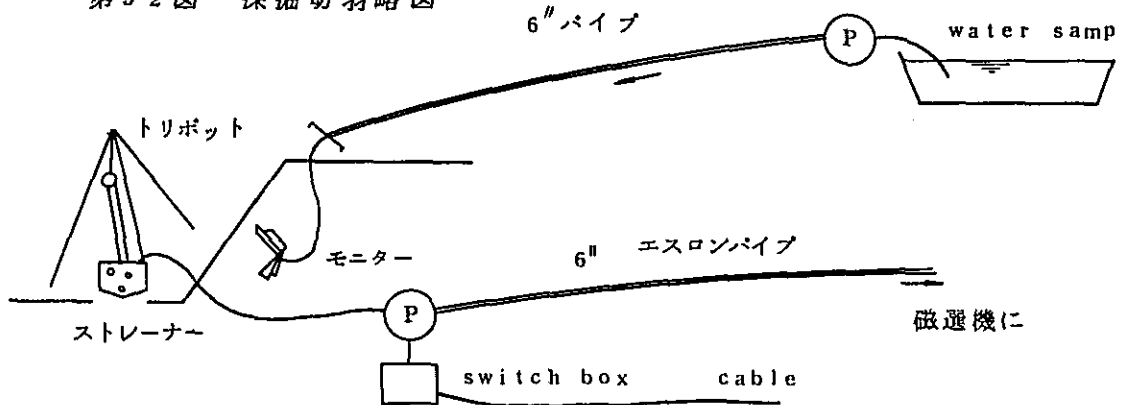 6″パイプ
P
water samp
トリポット
モニター
6″ エスロンパイプ
P
ストレーナー
磁選機に
switch box cable